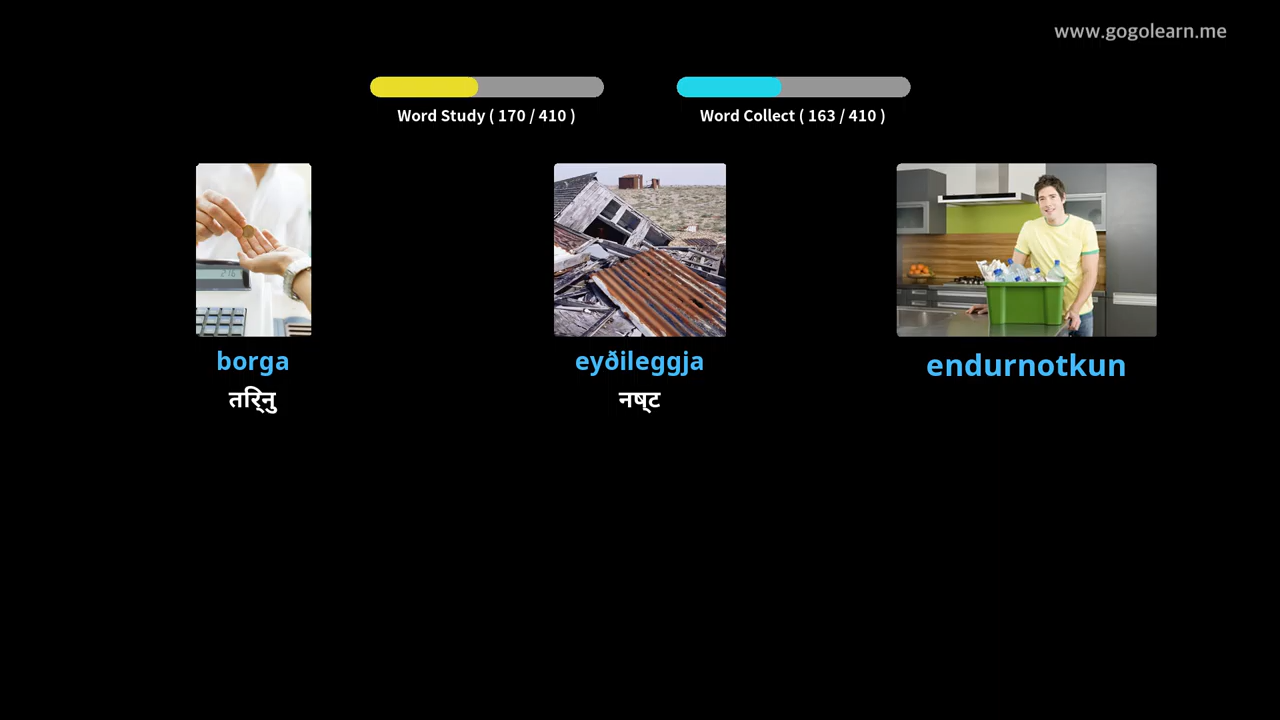 www.gogolearn.me
Word Study ( 170 / 410 )
Word Collect ( 163 / 410 )
borga
eyðileggja
endurnotkun
तिर्नु
नष्ट